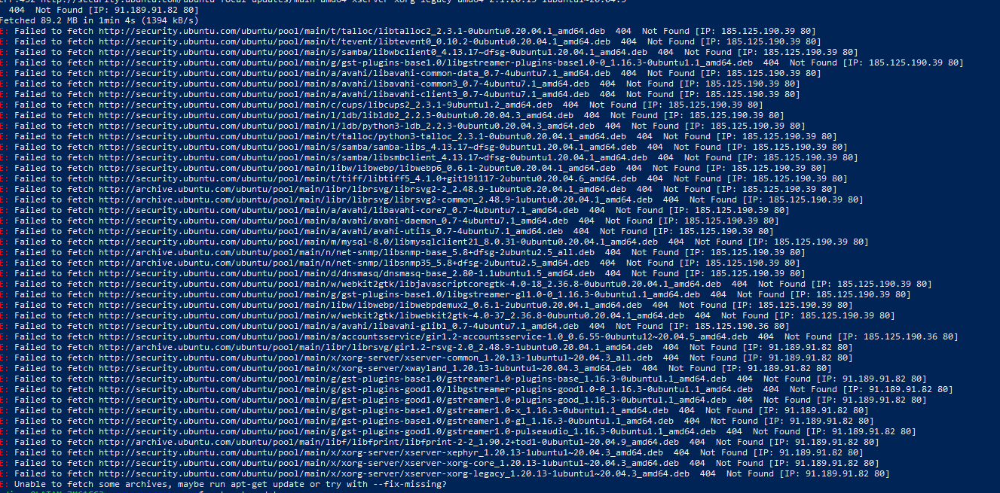 404  Not Found [IP: 91.189.91.82 80]
Fetched 89.2 MB in 1min 4s (1394 kB/s)
E: Failed to fetch http://security.ubuntu.com/ubuntu/pool/main/t/talloc/libtalloc2_2.3.1-0ubuntu0.20.04.1_amd64.deb  404  Not Found [IP: 185.125.190.39 80]
E: Failed to fetch http://security.ubuntu.com/ubuntu/pool/main/t/tevent/libtevent0_0.10.2-0ubuntu0.20.04.1_amd64.deb  404  Not Found [IP: 185.125.190.39 80]
E: Failed to fetch http://security.ubuntu.com/ubuntu/pool/main/s/samba/libwbclient0_4.13.17~dfsg-0ubuntu1.20.04.1_amd64.deb  404  Not Found [IP: 185.125.190.39 80]
E: Failed to fetch http://security.ubuntu.com/ubuntu/pool/main/g/gst-plugins-base1.0/libgstreamer-plugins-base1.0-0_1.16.3-0ubuntu1.1_amd64.deb  404  Not Found [IP: 185.125.190.39 80]
E: Failed to fetch http://security.ubuntu.com/ubuntu/pool/main/a/avahi/libavahi-common-data_0.7-4ubuntu7.1_amd64.deb  404  Not Found [IP: 185.125.190.39 80]
E: Failed to fetch http://security.ubuntu.com/ubuntu/pool/main/a/avahi/libavahi-common3_0.7-4ubuntu7.1_amd64.deb  404  Not Found [IP: 185.125.190.39 80]
E: Failed to fetch http://security.ubuntu.com/ubuntu/pool/main/a/avahi/libavahi-client3_0.7-4ubuntu7.1_amd64.deb  404  Not Found [IP: 185.125.190.39 80]
E: Failed to fetch http://security.ubuntu.com/ubuntu/pool/main/c/cups/libcups2_2.3.1-9ubuntu1.2_amd64.deb  404  Not Found [IP: 185.125.190.39 80]
E: Failed to fetch http://security.ubuntu.com/ubuntu/pool/main/l/ldb/libldb2_2.2.3-0ubuntu0.20.04.3_amd64.deb  404  Not Found [IP: 185.125.190.39 80]
E: Failed to fetch http://security.ubuntu.com/ubuntu/pool/main/l/ldb/python3-ldb_2.2.3-0ubuntu0.20.04.3_amd64.deb  404  Not Found [IP: 185.125.190.39 80]
E: Failed to fetch http://security.ubuntu.com/ubuntu/pool/main/t/talloc/python3-talloc_2.3.1-0ubuntu0.20.04.1_amd64.deb  404  Not Found [IP: 185.125.190.39 80]
E: Failed to fetch http://security.ubuntu.com/ubuntu/pool/main/s/samba/samba-libs_4.13.17~dfsg-0ubuntu1.20.04.1_amd64.deb  404  Not Found [IP: 185.125.190.39 80]
E: Failed to fetch http://security.ubuntu.com/ubuntu/pool/main/s/samba/libsmbclient_4.13.17~dfsg-0ubuntu1.20.04.1_amd64.deb  404  Not Found [IP: 185.125.190.39 80]
E: Failed to fetch http://security.ubuntu.com/ubuntu/pool/main/libw/libwebp/libwebp6_0.6.1-2ubuntu0.20.04.1_amd64.deb  404  Not Found [IP: 185.125.190.39 80]
E: Failed to fetch http://security.ubuntu.com/ubuntu/pool/main/t/tiff/libtiff5_4.1.0+git191117-2ubuntu0.20.04.6_amd64.deb  404  Not Found [IP: 185.125.190.39 80]
E: Failed to fetch http://archive.ubuntu.com/ubuntu/pool/main/libr/librsvg/librsvg2-2_2.48.9-1ubuntu0.20.04.1_amd64.deb  404  Not Found [IP: 185.125.190.39 80]
E: Failed to fetch http://archive.ubuntu.com/ubuntu/pool/main/libr/librsvg/librsvg2-common_2.48.9-1ubuntu0.20.04.1_amd64.deb  404  Not Found [IP: 185.125.190.39 80]
E: Failed to fetch http://security.ubuntu.com/ubuntu/pool/main/a/avahi/libavahi-core7_0.7-4ubuntu7.1_amd64.deb  404  Not Found [IP: 185.125.190.39 80]
E: Failed to fetch http://security.ubuntu.com/ubuntu/pool/main/a/avahi/avahi-daemon_0.7-4ubuntu7.1_amd64.deb  404  Not Found [IP: 185.125.190.39 80]
E: Failed to fetch http://security.ubuntu.com/ubuntu/pool/main/a/avahi/avahi-utils_0.7-4ubuntu7.1_amd64.deb  404  Not Found [IP: 185.125.190.39 80]
E: Failed to fetch http://security.ubuntu.com/ubuntu/pool/main/m/mysql-8.0/libmysqlclient21_8.0.31-0ubuntu0.20.04.1_amd64.deb  404  Not Found [IP: 185.125.190.39 80]
E: Failed to fetch http://archive.ubuntu.com/ubuntu/pool/main/n/net-snmp/libsnmp-base_5.8+dfsg-2ubuntu2.5_all.deb  404  Not Found [IP: 185.125.190.39 80]
E: Failed to fetch http://archive.ubuntu.com/ubuntu/pool/main/n/net-snmp/libsnmp35_5.8+dfsg-2ubuntu2.5_amd64.deb  404  Not Found [IP: 185.125.190.39 80]
E: Failed to fetch http://security.ubuntu.com/ubuntu/pool/main/d/dnsmasq/dnsmasq-base_2.80-1.1ubuntu1.5_amd64.deb  404  Not Found [IP: 185.125.190.39 80]
E: Failed to fetch http://security.ubuntu.com/ubuntu/pool/main/w/webkit2gtk/libjavascriptcoregtk-4.0-18_2.36.8-0ubuntu0.20.04.1_amd64.deb  404  Not Found [IP: 185.125.190.39 80]
E: Failed to fetch http://security.ubuntu.com/ubuntu/pool/main/g/gst-plugins-base1.0/libgstreamer-gl1.0-0_1.16.3-0ubuntu1.1_amd64.deb  404  Not Found [IP: 185.125.190.39 80]
E: Failed to fetch http://security.ubuntu.com/ubuntu/pool/main/libw/libwebp/libwebpdemux2_0.6.1-2ubuntu0.20.04.1_amd64.deb  404  Not Found [IP: 185.125.190.39 80]
E: Failed to fetch http://security.ubuntu.com/ubuntu/pool/main/w/webkit2gtk/libwebkit2gtk-4.0-37_2.36.8-0ubuntu0.20.04.1_amd64.deb  404  Not Found [IP: 185.125.190.39 80]
E: Failed to fetch http://security.ubuntu.com/ubuntu/pool/main/a/avahi/libavahi-glib1_0.7-4ubuntu7.1_amd64.deb  404  Not Found [IP: 185.125.190.36 80]
E: Failed to fetch http://security.ubuntu.com/ubuntu/pool/main/a/accountsservice/gir1.2-accountsservice-1.0_0.6.55-0ubuntu12~20.04.5_amd64.deb  404  Not Found [IP: 185.125.190.36 80]
E: Failed to fetch http://archive.ubuntu.com/ubuntu/pool/main/libr/librsvg/gir1.2-rsvg-2.0_2.48.9-1ubuntu0.20.04.1_amd64.deb  404  Not Found [IP: 91.189.91.82 80]
E: Failed to fetch http://security.ubuntu.com/ubuntu/pool/main/x/xorg-server/xserver-common_1.20.13-1ubuntu1~20.04.3_all.deb  404  Not Found [IP: 91.189.91.82 80]
E: Failed to fetch http://security.ubuntu.com/ubuntu/pool/main/x/xorg-server/xwayland_1.20.13-1ubuntu1~20.04.3_amd64.deb  404  Not Found [IP: 91.189.91.82 80]
E: Failed to fetch http://security.ubuntu.com/ubuntu/pool/main/g/gst-plugins-base1.0/gstreamer1.0-plugins-base_1.16.3-0ubuntu1.1_amd64.deb  404  Not Found [IP: 91.189.91.82 80]
E: Failed to fetch http://security.ubuntu.com/ubuntu/pool/main/g/gst-plugins-good1.0/libgstreamer-plugins-good1.0-0_1.16.3-0ubuntu1.1_amd64.deb  404  Not Found [IP: 91.189.91.82 80]
E: Failed to fetch http://security.ubuntu.com/ubuntu/pool/main/g/gst-plugins-good1.0/gstreamer1.0-plugins-good_1.16.3-0ubuntu1.1_amd64.deb  404  Not Found [IP: 91.189.91.82 80]
E: Failed to fetch http://security.ubuntu.com/ubuntu/pool/main/g/gst-plugins-base1.0/gstreamer1.0-x_1.16.3-0ubuntu1.1_amd64.deb  404  Not Found [IP: 91.189.91.82 80]
E: Failed to fetch http://security.ubuntu.com/ubuntu/pool/main/g/gst-plugins-base1.0/gstreamer1.0-gl_1.16.3-0ubuntu1.1_amd64.deb  404  Not Found [IP: 91.189.91.82 80]
E: Failed to fetch http://security.ubuntu.com/ubuntu/pool/main/g/gst-plugins-good1.0/gstreamer1.0-pulseaudio_1.16.3-0ubuntu1.1_amd64.deb  404  Not Found [IP: 91.189.91.82 80]
E: Failed to fetch http://archive.ubuntu.com/ubuntu/pool/main/libf/libfprint/libfprint-2-2_1.90.2+tod1-0ubuntu1~20.04.9_amd64.deb  404  Not Found [IP: 91.189.91.82 80]
E: Failed to fetch http://security.ubuntu.com/ubuntu/pool/main/x/xorg-server/xserver-xephyr_1.20.13-1ubuntu1~20.04.3_amd64.deb  404  Not Found [IP: 91.189.91.82 80]
E: Failed to fetch http://security.ubuntu.com/ubuntu/pool/main/x/xorg-server/xserver-xorg-core_1.20.13-1ubuntu1~20.04.3_amd64.deb  404  Not Found [IP: 91.189.91.82 80]
E: Failed to fetch http://security.ubuntu.com/ubuntu/pool/main/x/xorg-server/xserver-xorg-legacy_1.20.13-1ubuntu1~20.04.3_amd64.deb  404  Not Found [IP: 91.189.91.82 80]
E: Unable to fetch some archives, maybe run apt-get update or try with --fix-missing?